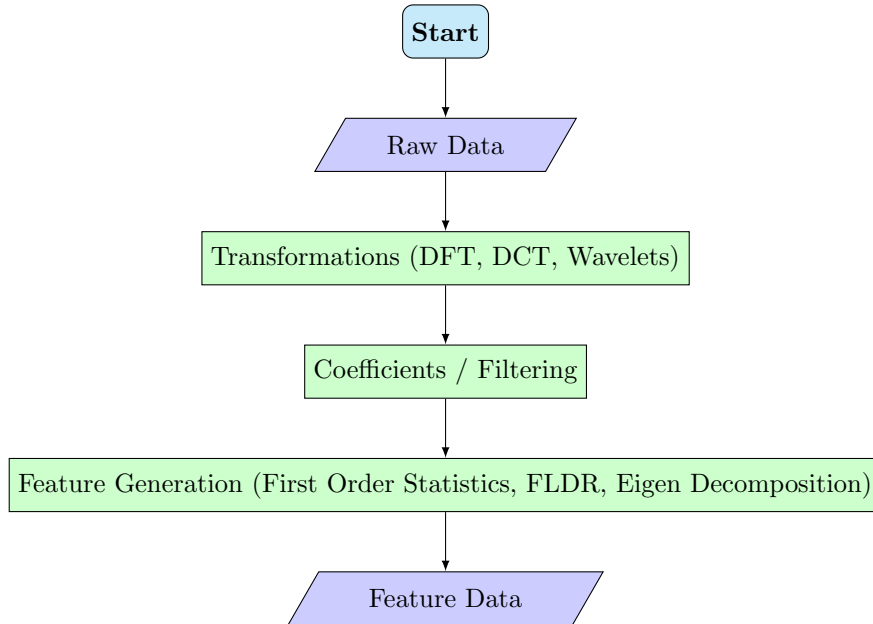 Start
Raw Data
Transformations (DFT, DCT, Wavelets)
Coefficients / Filtering
Feature Generation (First Order Statistics, FLDR, Eigen Decomposition)
Feature Data